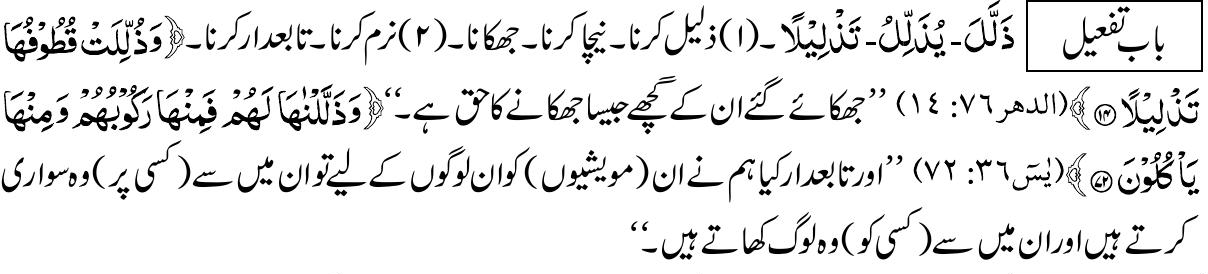 باب تفعیل ذَلَّلَ۔ یُذَلِّلُ۔ تَذْلِیْلًا۔ (۱) ذلیل کرنا۔ نیچا کرنا۔ جھکانا۔ (۲) نرم کرنا۔ تابعدار کرنا۔ ﴿وَذُلِّلَتْ قُطُوْفُهَا
تَذْلِیْلًا ﴿۱۴﴾﴾ (الدھر ۷۶: ۱۴) ’’جھکائے گئے ان کے گچھے جیسا جھکانے کا حق ہے۔‘‘ ﴿وَذَلَّلْنٰهَا لَهُمْ فَمِنْهَا رَكُوْبُهُمْ وَمِنْهَا
یَاْكُلُوْنَ ﴿۷۲﴾﴾ (یٰسٓ ۳۶: ۷۲) ’’اور تابعدار کیا ہم نے ان (مویشیوں) کو ان لوگوں کے لیے تو ان میں سے (کسی پر) وہ سواری
کرتے ہیں اور ان میں سے (کسی کو) وہ لوگ کھاتے ہیں۔‘‘